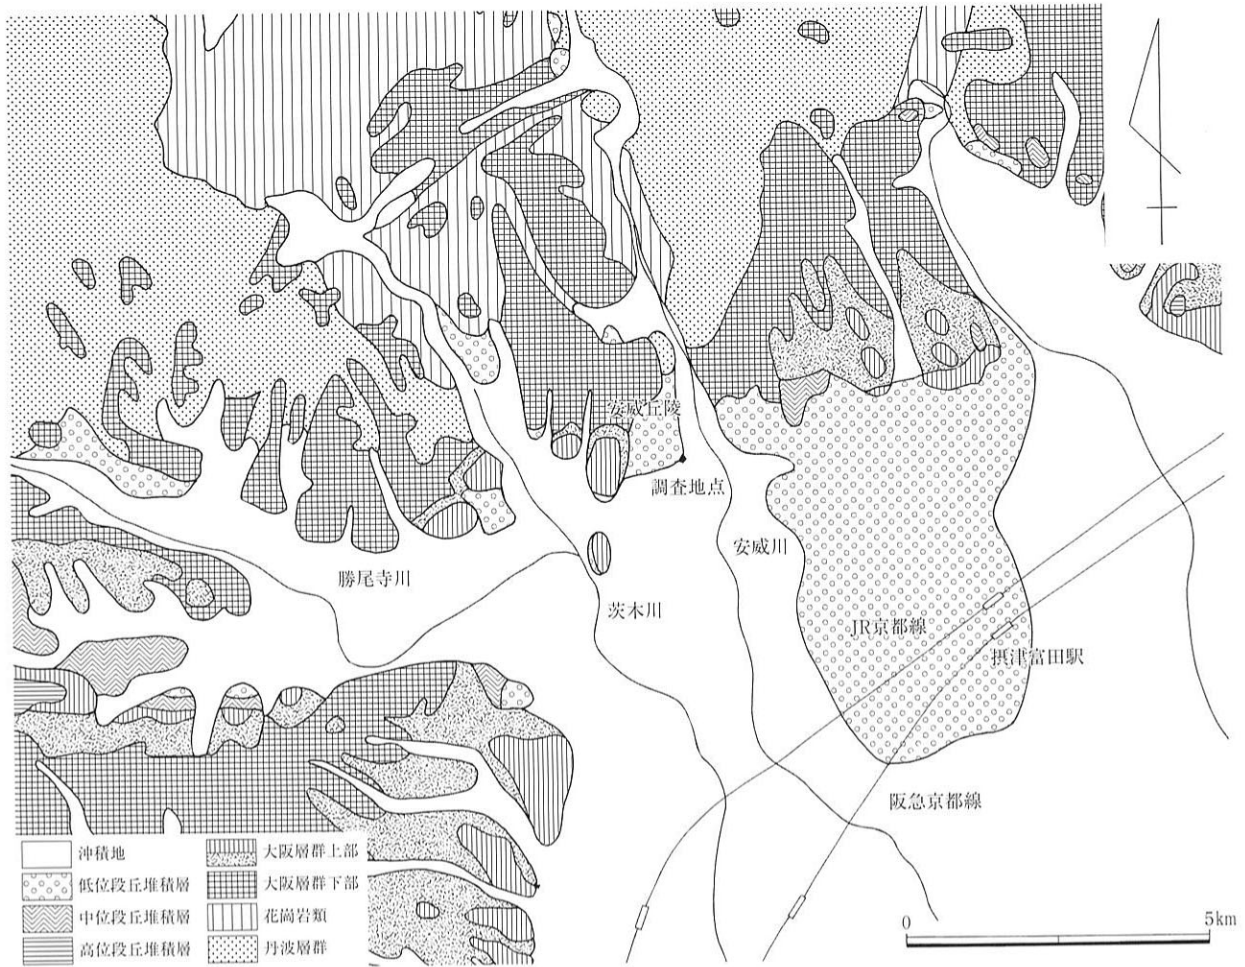 安威丘陵
調査地点
安威川
勝尾寺川
茨木川
JR京都線
摂津富田駅
阪急京都線
沖積地
低位段丘堆積層
中位段丘堆積層
高位段丘堆積層
大阪層群上部
大阪層群下部
花崗岩類
丹波層群
0 5km